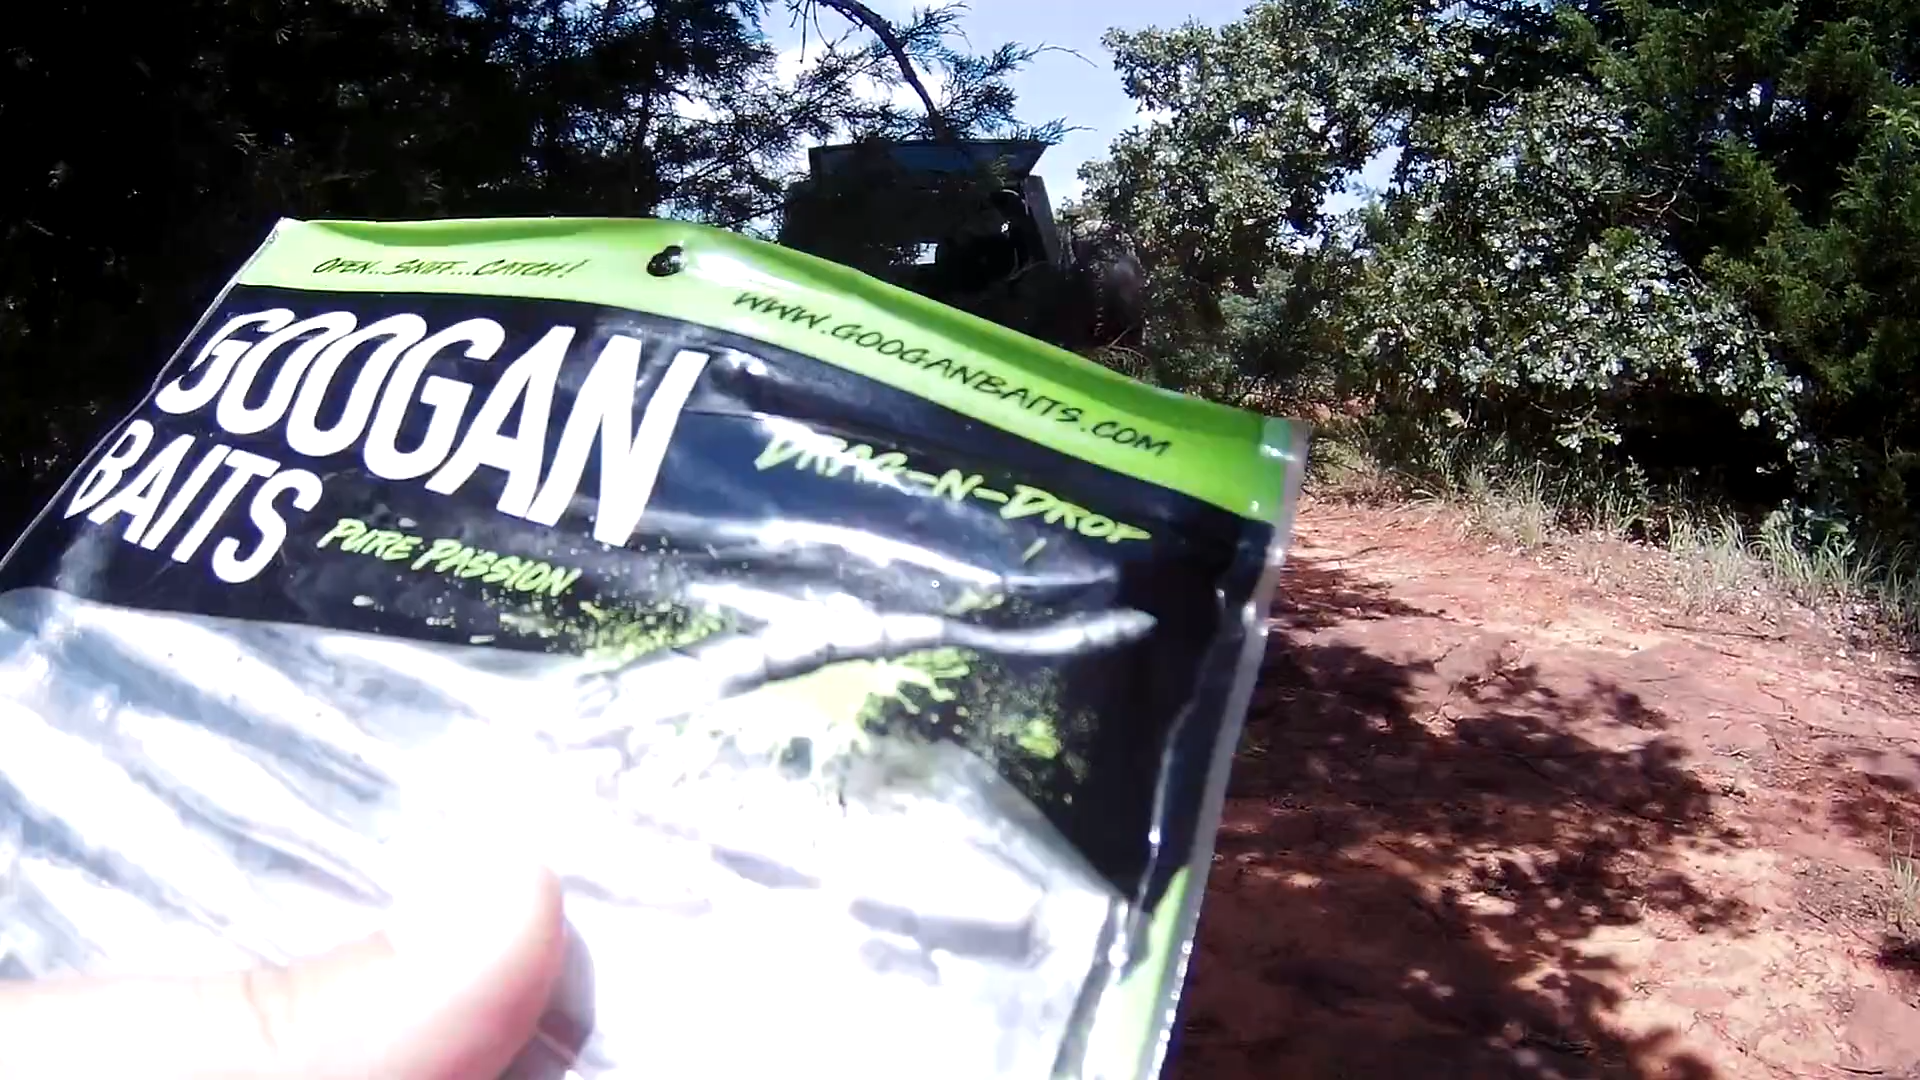 OPEN...SNIFF...CATCH!
WWW.GOOGANBAITS.COM
GOOGAN
BAITS
PURE PASSION
DRAG-N-DROP